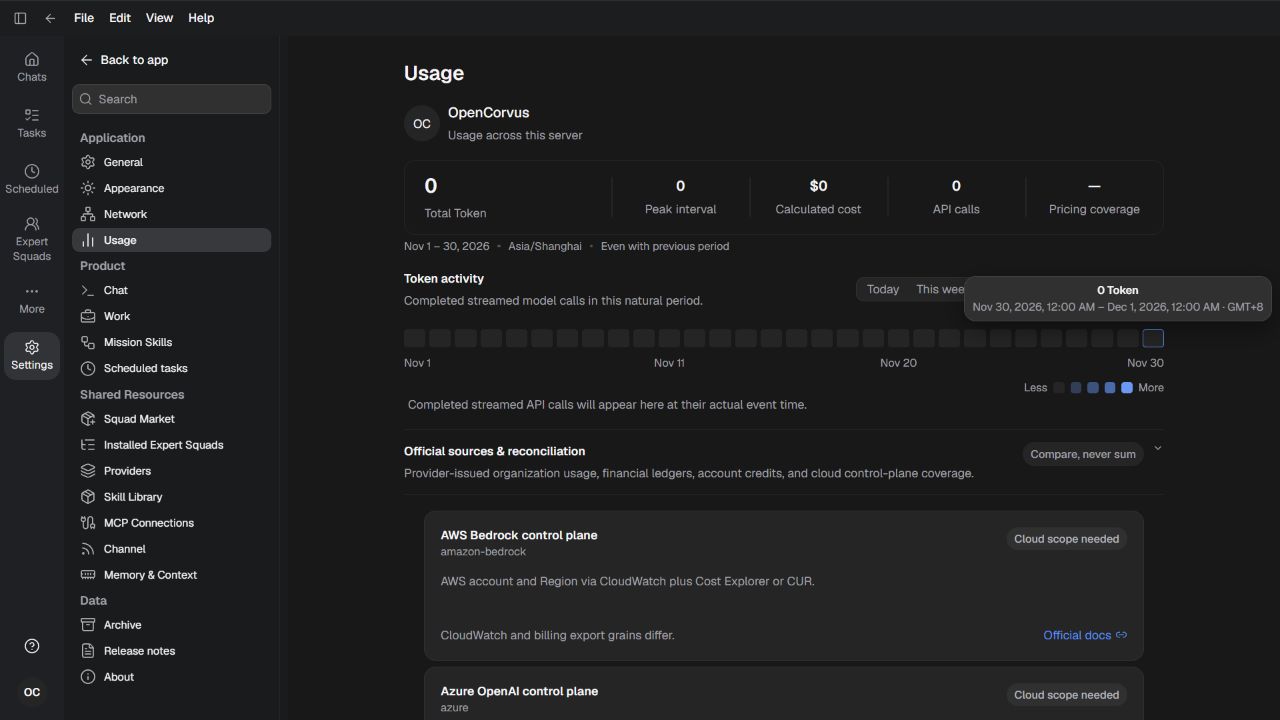 File Edit View Help
Chats
Tasks
Scheduled
Expert
Squads
More
Settings
OC
Back to app
Search
Application
General
Appearance
Network
Usage
Product
Chat
Work
Mission Skills
Scheduled tasks
Shared Resources
Squad Market
Installed Expert Squads
Providers
Skill Library
MCP Connections
Channel
Memory & Context
Data
Archive
Release notes
About
Usage
OC
OpenCorvus
Usage across this server
0
Total Token
0
Peak interval
$0
Calculated cost
0
API calls
—
Pricing coverage
Nov 1 – 30, 2026 • Asia/Shanghai • Even with previous period
Token activity
Completed streamed model calls in this natural period.
Today This wee
0 Token
Nov 30, 2026, 12:00 AM – Dec 1, 2026, 12:00 AM · GMT+8
Nov 1 Nov 11 Nov 20 Nov 30
Less More
Completed streamed API calls will appear here at their actual event time.
Official sources & reconciliation
Provider-issued organization usage, financial ledgers, account credits, and cloud control-plane coverage.
Compare, never sum
AWS Bedrock control plane
amazon-bedrock
Cloud scope needed
AWS account and Region via CloudWatch plus Cost Explorer or CUR.
CloudWatch and billing export grains differ.
Official docs
Azure OpenAI control plane
azure
Cloud scope needed